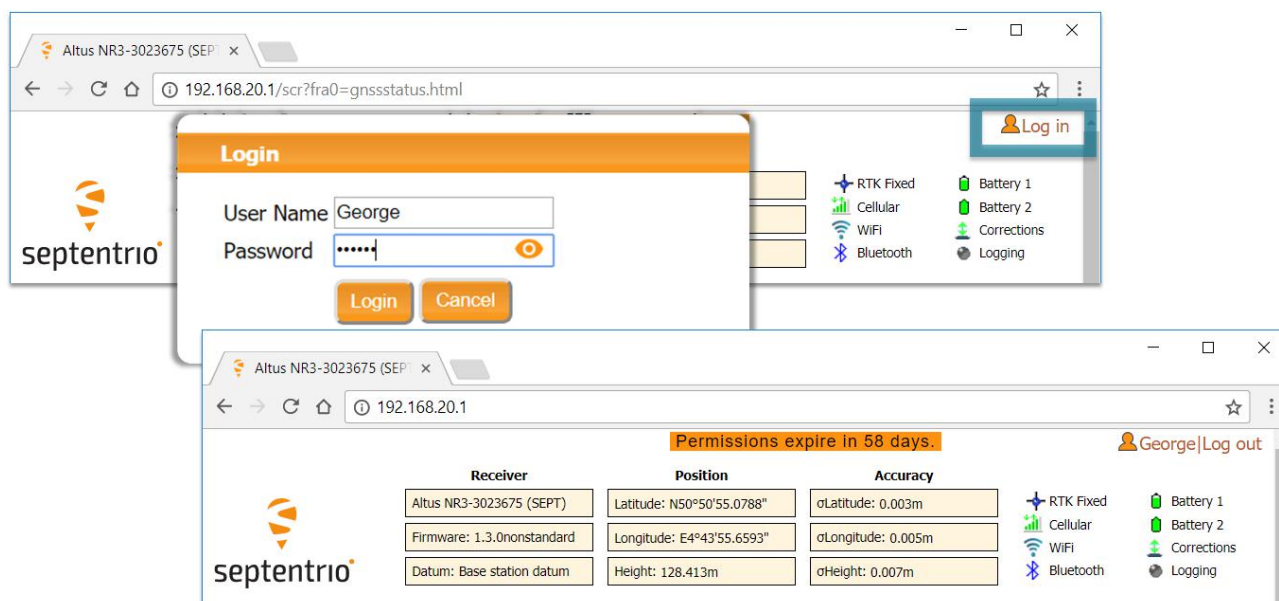 Altus NR3-3023675 (SEPT
192.168.20.1/scr?fra0=gnssstatus.html
Log in
Login
User Name George
Password ••••••
Login Cancel
septentrio
RTK Fixed Battery 1
Cellular Battery 2
WiFi Corrections
Bluetooth Logging
Altus NR3-3023675 (SEPT
192.168.20.1
Permissions expire in 58 days.
George|Log out
Receiver Position Accuracy
Altus NR3-3023675 (SEPT) Latitude: N50°50'55.0788" σLatitude: 0.003m RTK Fixed Battery 1
Firmware: 1.3.0nonstandard Longitude: E4°43'55.6593" σLongitude: 0.005m Cellular Battery 2
WiFi Corrections
Datum: Base station datum Height: 128.413m σHeight: 0.007m Bluetooth Logging
septentrio